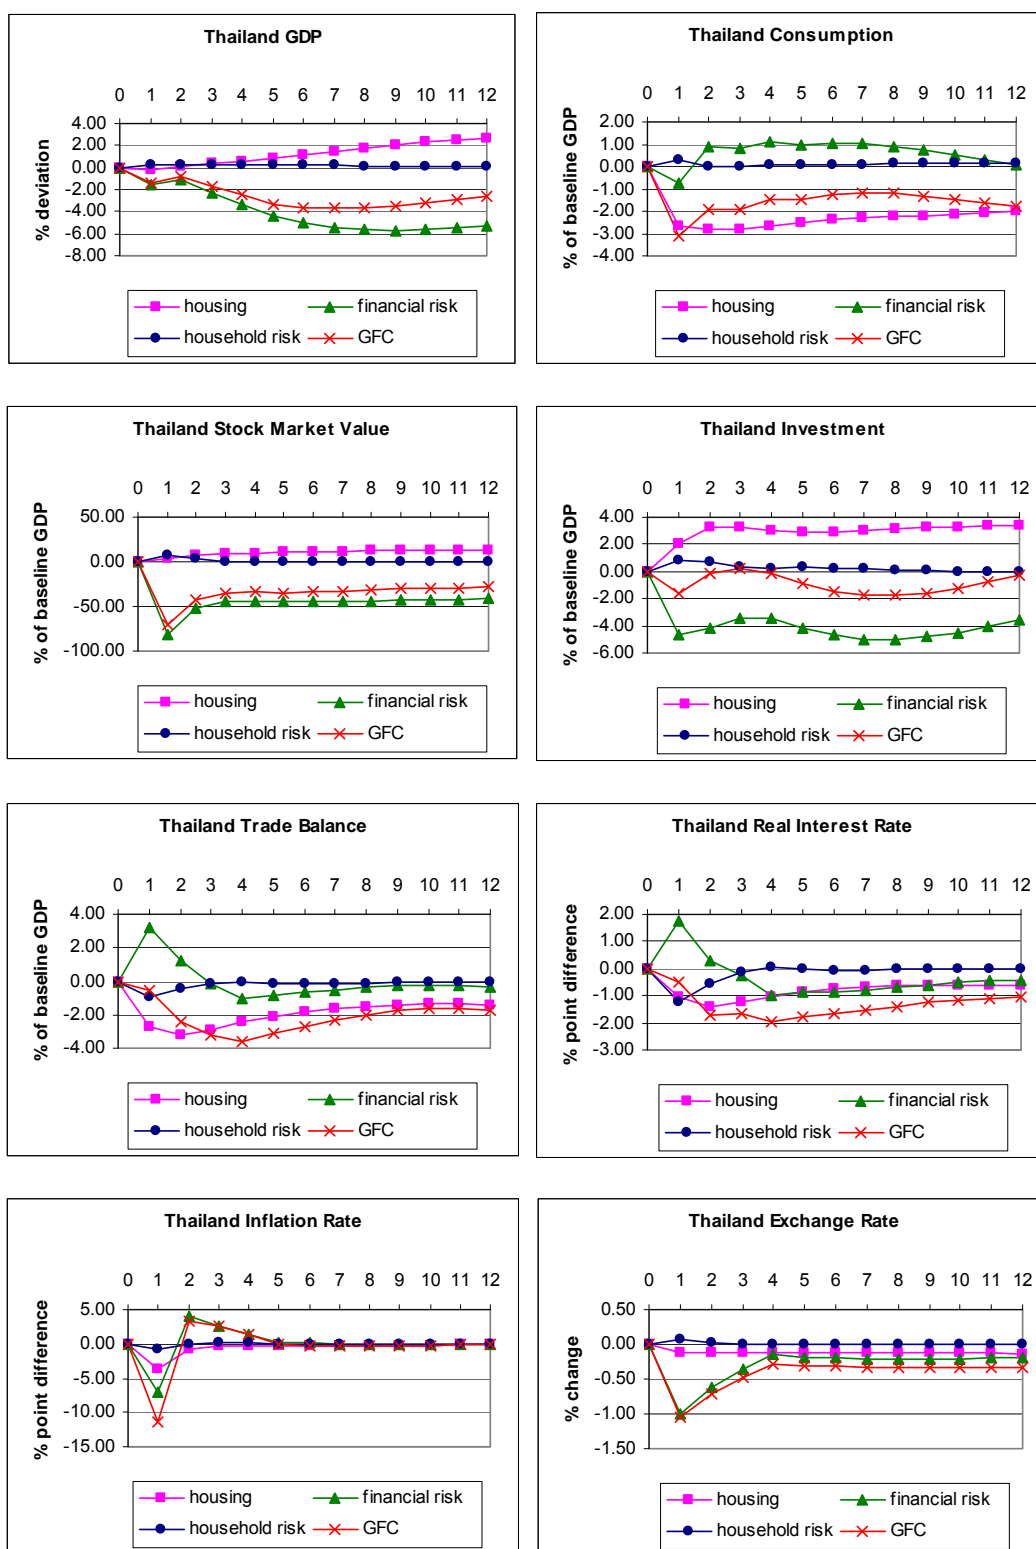 Thailand GDP
0 1 2 3 4 5 6 7 8 9 10 11 12
4.00
2.00
0.00
-2.00
-4.00
-6.00
-8.00
% deviation
housing financial risk
household risk GFC
Thailand Consumption
0 1 2 3 4 5 6 7 8 9 10 11 12
2.00
1.00
0.00
-1.00
-2.00
-3.00
-4.00
% of baseline GDP
housing financial risk
household risk GFC
Thailand Stock Market Value
0 1 2 3 4 5 6 7 8 9 10 11 12
50.00
0.00
-50.00
-100.00
% of baseline GDP
housing financial risk
household risk GFC
Thailand Investment
0 1 2 3 4 5 6 7 8 9 10 11 12
4.00
2.00
0.00
-2.00
-4.00
-6.00
% of baseline GDP
housing financial risk
household risk GFC
Thailand Trade Balance
0 1 2 3 4 5 6 7 8 9 10 11 12
4.00
2.00
0.00
-2.00
-4.00
% of baseline GDP
housing financial risk
household risk GFC
Thailand Real Interest Rate
0 1 2 3 4 5 6 7 8 9 10 11 12
2.00
1.00
0.00
-1.00
-2.00
-3.00
% point difference
housing financial risk
household risk GFC
Thailand Inflation Rate
0 1 2 3 4 5 6 7 8 9 10 11 12
5.00
0.00
-5.00
-10.00
-15.00
% point difference
housing financial risk
household risk GFC
Thailand Exchange Rate
0 1 2 3 4 5 6 7 8 9 10 11 12
0.50
0.00
-0.50
-1.00
-1.50
% change
housing financial risk
household risk GFC